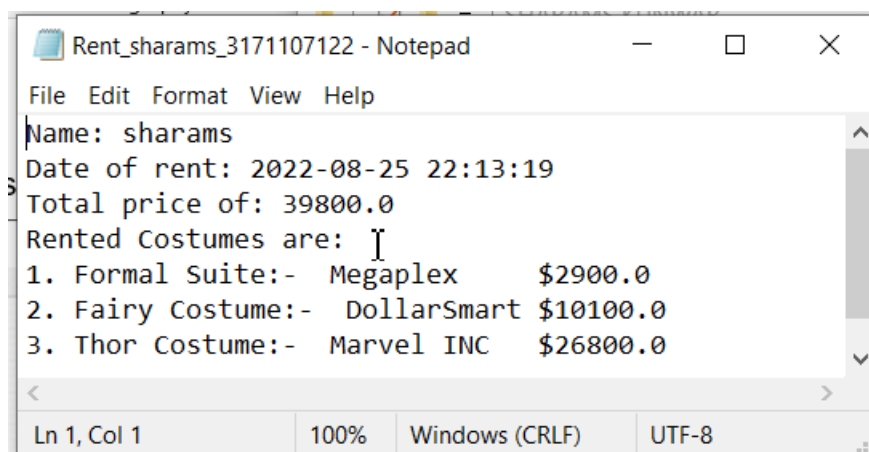 Rent_sharams_3171107122 - Notepad
File Edit Format View Help
Name: sharams
Date of rent: 2022-08-25 22:13:19
Total price of: 39800.0
Rented Costumes are:
1. Formal Suite:-  Megaplex     $2900.0
2. Fairy Costume:-  DollarSmart $10100.0
3. Thor Costume:-  Marvel INC   $26800.0
Ln 1, Col 1 100% Windows (CRLF) UTF-8